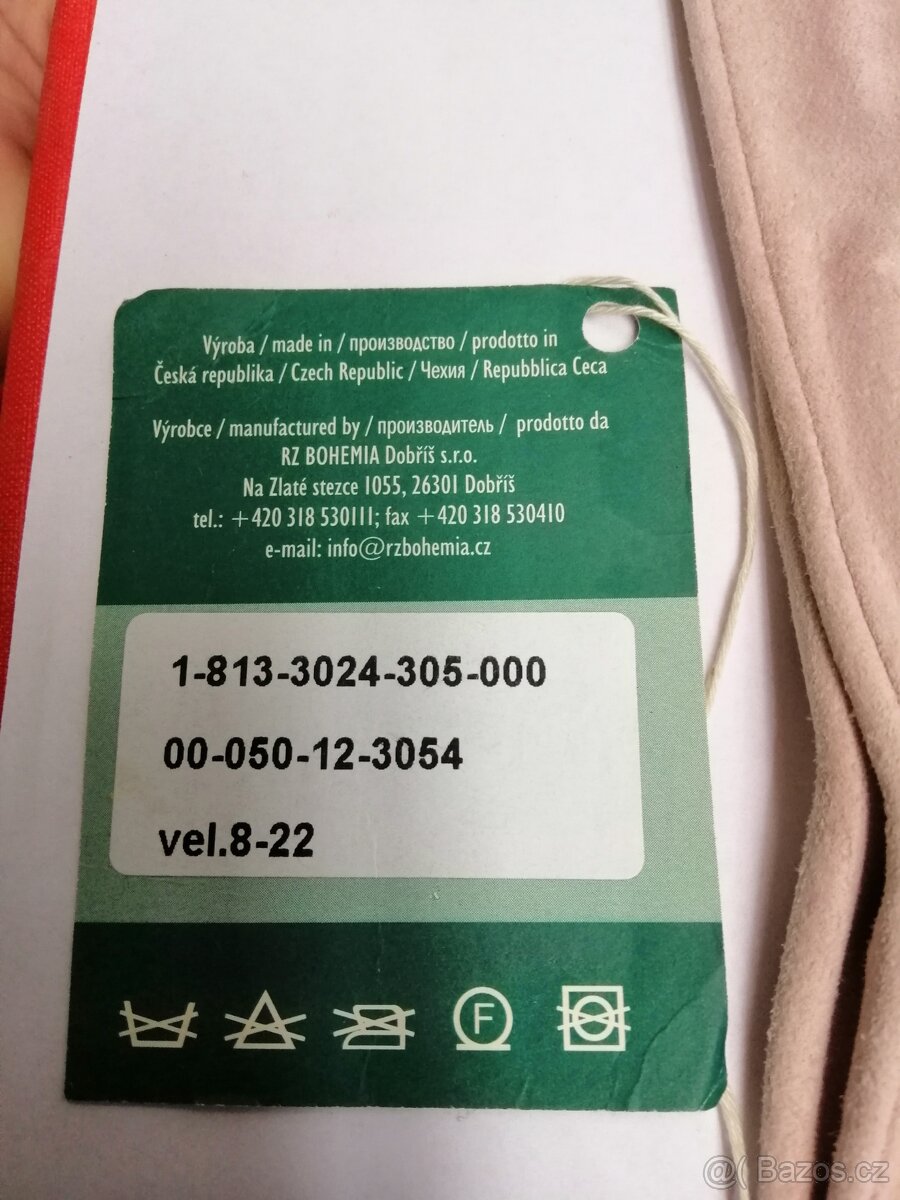 Výroba / made in / производство / prodotto in
Česká republika / Czech Republic / Чехия / Repubblica Ceca
Výrobce / manufactured by / производитель / prodotto da
RZ BOHEMIA Dobříš s.r.o.
Na Zlaté stezce 1055, 26301 Dobříš
tel.: +420 318 530111; fax +420 318 530410
e-mail: info@rzbohemia.cz
1-813-3024-305-000
00-050-12-3054
vel.8-22
F
@( Bazos.cz